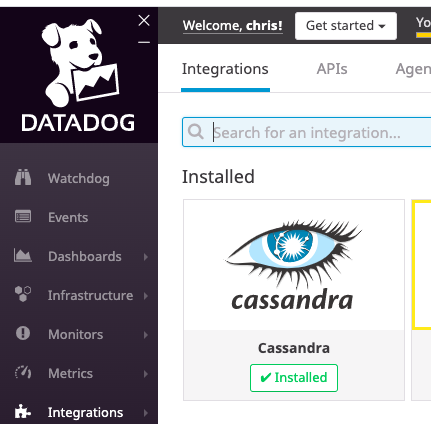 Welcome, chris!
Get started
Yo
DATADOG
Integrations
APIs
Agen
Search for an integration...
Watchdog
Events
Dashboards
Infrastructure
Monitors
Metrics
Integrations
Installed
cassandra
Cassandra
✔ Installed